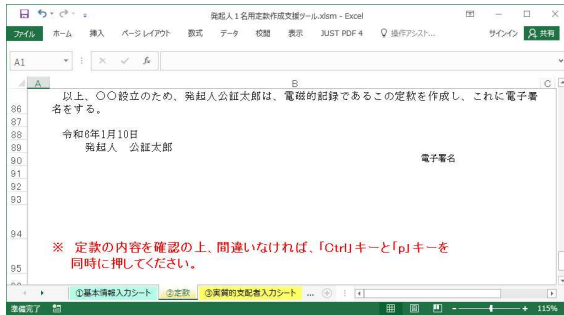 発起人1名用定款作成支援ツール.xlsm - Excel
ファイル ホーム 挿入 ページ レイアウト 数式 データ 校閲 表示 JUST PDF 4 操作アシスト... サインイン 共有
A1 fx
A B C
以上、〇〇設立のため、発起人公証太郎は、電磁的記録であるこの定款を作成し、これに電子署
86 名をする。
87
88 令和6年1月10日
89 発起人 公証太郎
90 電子署名
91
92
93
94
※ 定款の内容を確認の上、間違いなければ、「Ctrl」キーと「p」キーを
95 同時に押してください。
①基本情報入力シート ②定款 ③実質的支配者入力シート ...
準備完了 115%